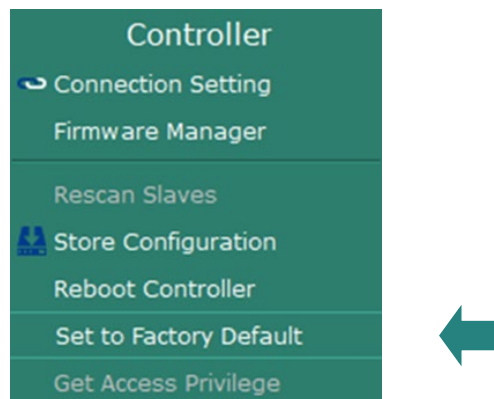 Controller
Connection Setting
Firmware Manager
Rescan Slaves
Store Configuration
Reboot Controller
Set to Factory Default
Get Access Privilege